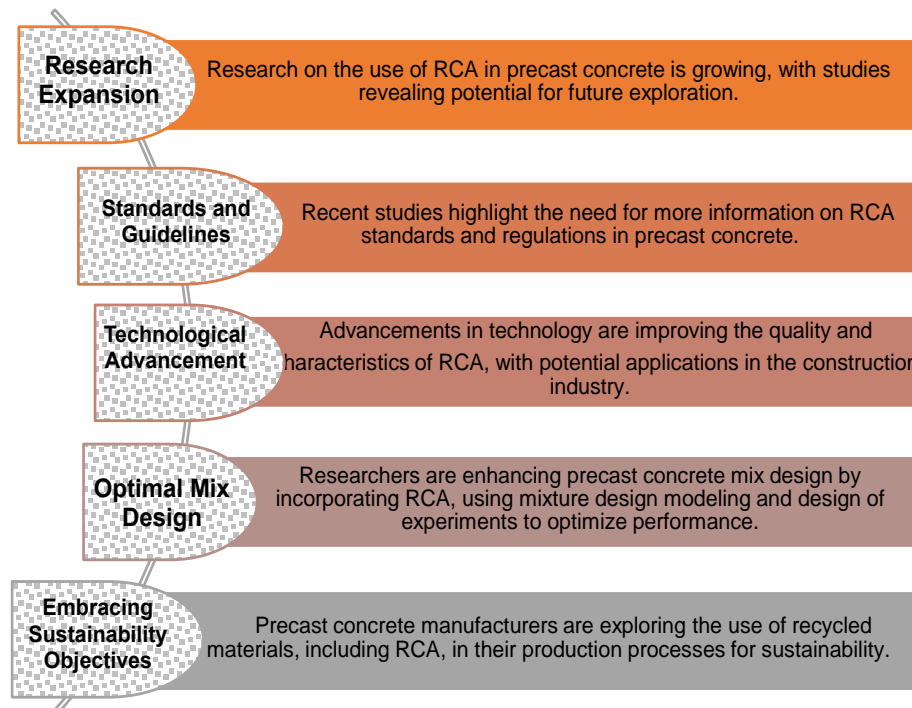 Research
Expansion
Research on the use of RCA in precast concrete is growing, with studies
revealing potential for future exploration.
Standards and
Guidelines
Recent studies highlight the need for more information on RCA
standards and regulations in precast concrete.
Technological
Advancement
Advancements in technology are improving the quality and
haracteristics of RCA, with potential applications in the construction
industry.
Optimal Mix
Design
Researchers are enhancing precast concrete mix design by
incorporating RCA, using mixture design modeling and design of
experiments to optimize performance.
Embracing
Sustainability
Objectives
Precast concrete manufacturers are exploring the use of recycled
materials, including RCA, in their production processes for sustainability.